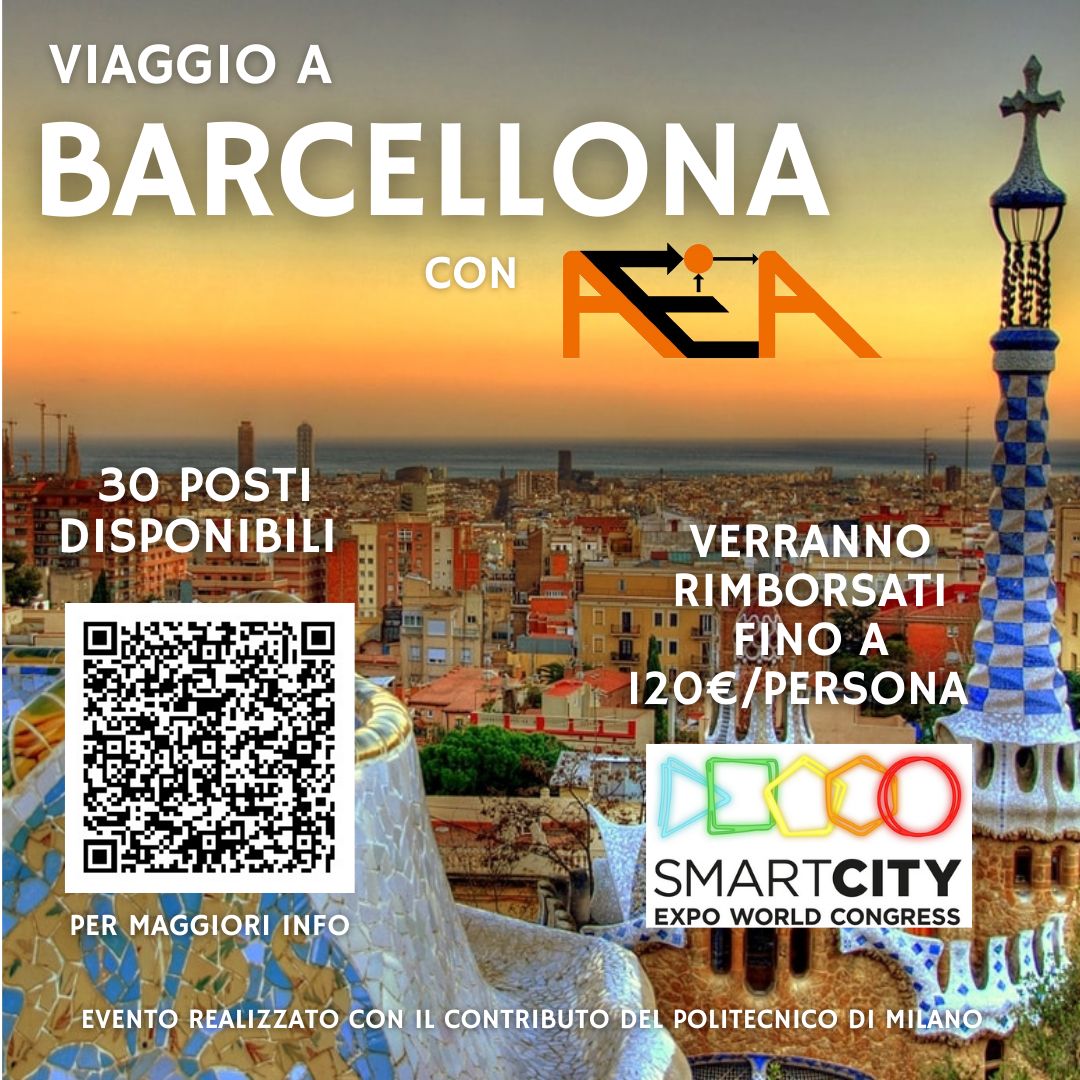 VIAGGIO A
BARCELLONA
CON AEA
30 POSTI
DISPONIBILI
VERRANNO
RIMBORSATI
FINO A
120€/PERSONA
SMARTCITY
EXPO WORLD CONGRESS
PER MAGGIORI INFO
EVENTO REALIZZATO CON IL CONTRIBUTO DEL POLITECNICO DI MILANO